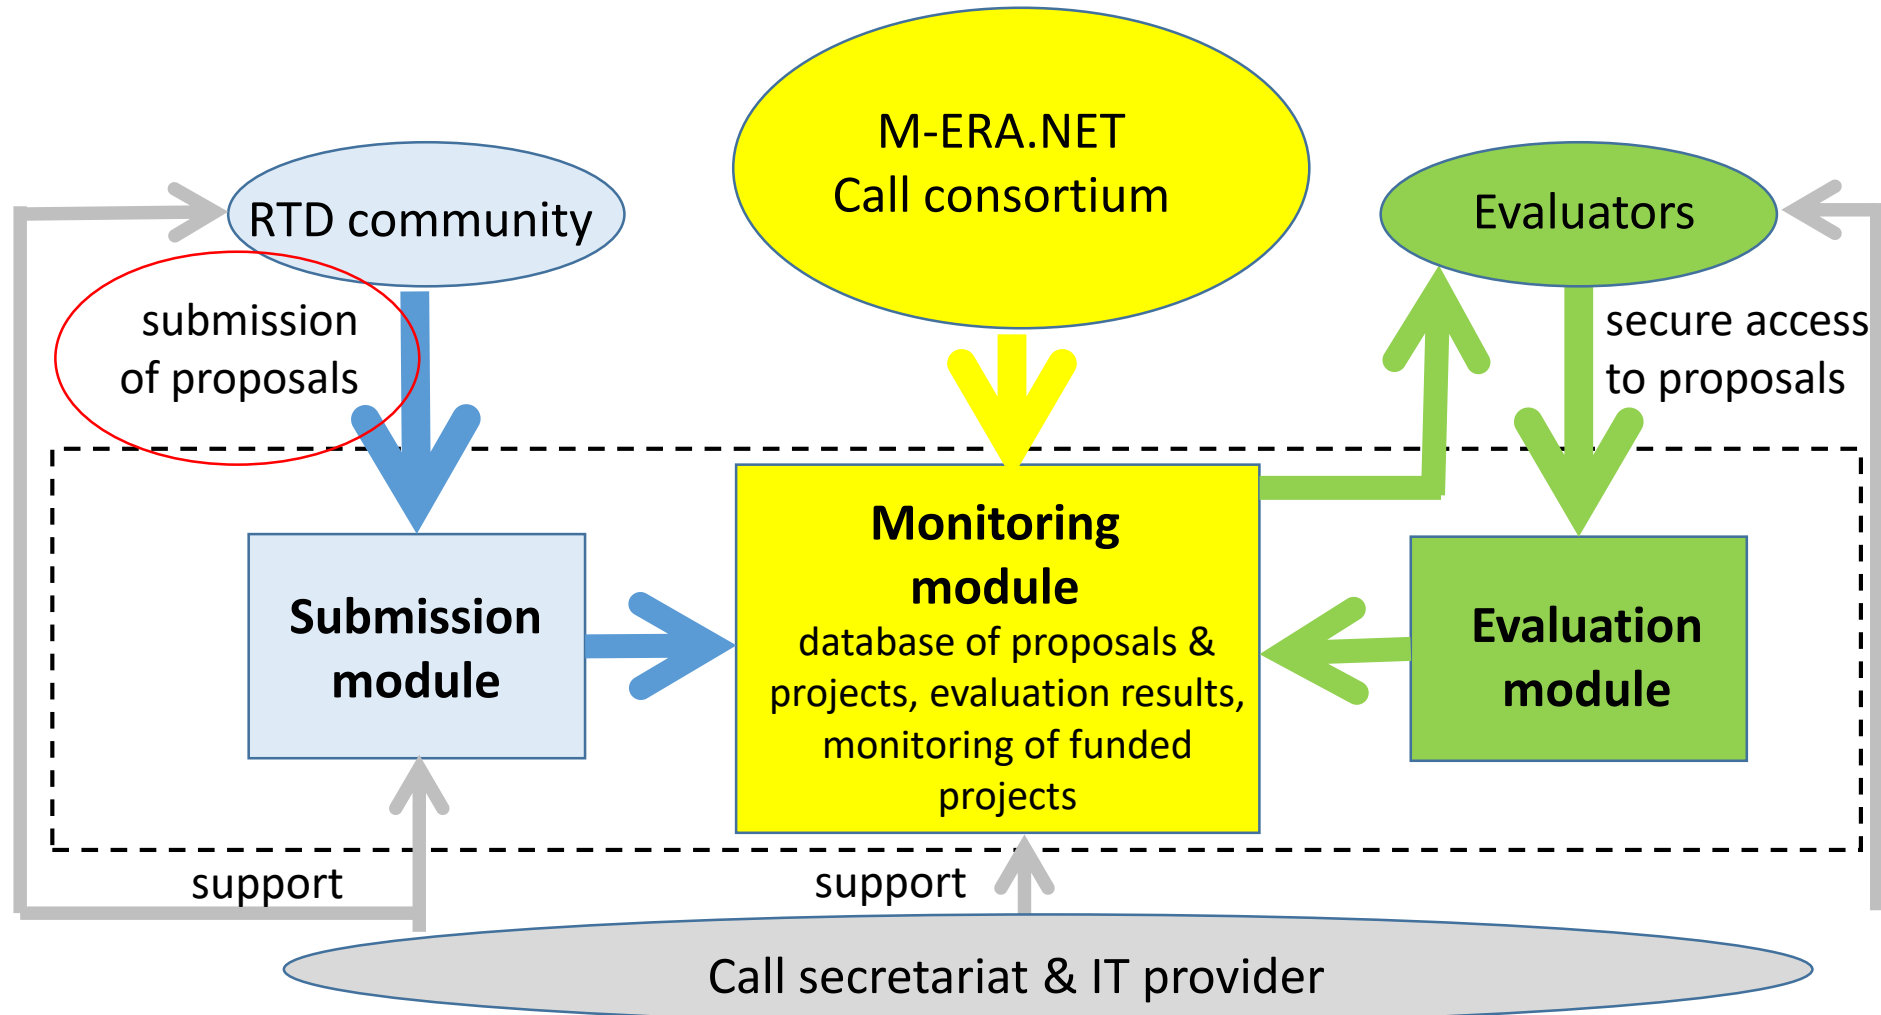 M-ERA.NET
Call consortium
RTD community
Evaluators
submission
of proposals
secure access
to proposals
Submission
module
Monitoring
module
database of proposals &
projects, evaluation results,
monitoring of funded
projects
Evaluation
module
support
support
Call secretariat & IT provider